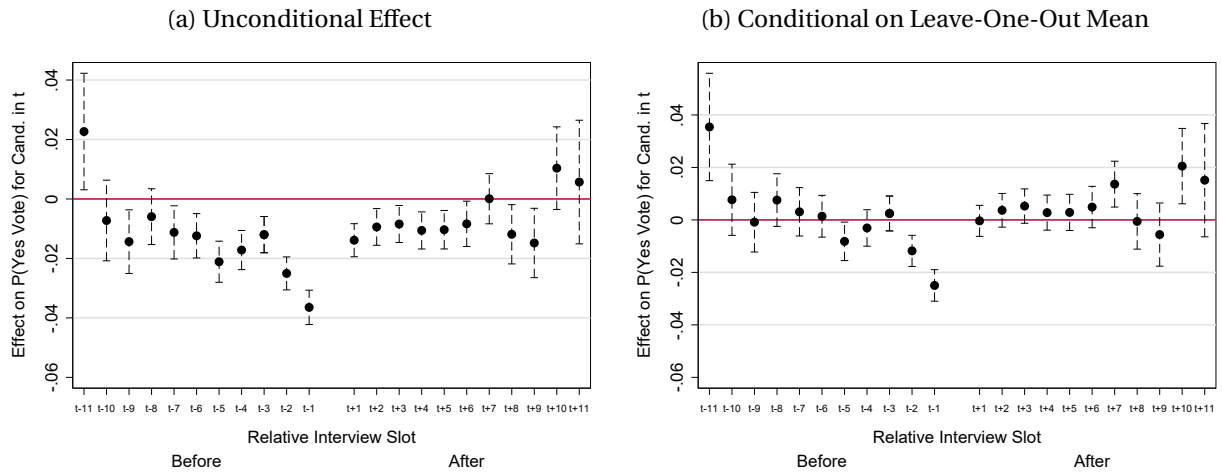 (a) Unconditional Effect
Effect on P(Yes Vote) for Cand. in t
.04
.02
0
-.02
-.04
-.06
t-11 t-10 t-9 t-8 t-7 t-6 t-5 t-4 t-3 t-2 t-1 t+1 t+2 t+3 t+4 t+5 t+6 t+7 t+8 t+9 t+10 t+11
Relative Interview Slot
Before After
(b) Conditional on Leave-One-Out Mean
Effect on P(Yes Vote) for Cand. in t
.04
.02
0
-.02
-.04
-.06
t-11 t-10 t-9 t-8 t-7 t-6 t-5 t-4 t-3 t-2 t-1 t+1 t+2 t+3 t+4 t+5 t+6 t+7 t+8 t+9 t+10 t+11
Relative Interview Slot
Before After